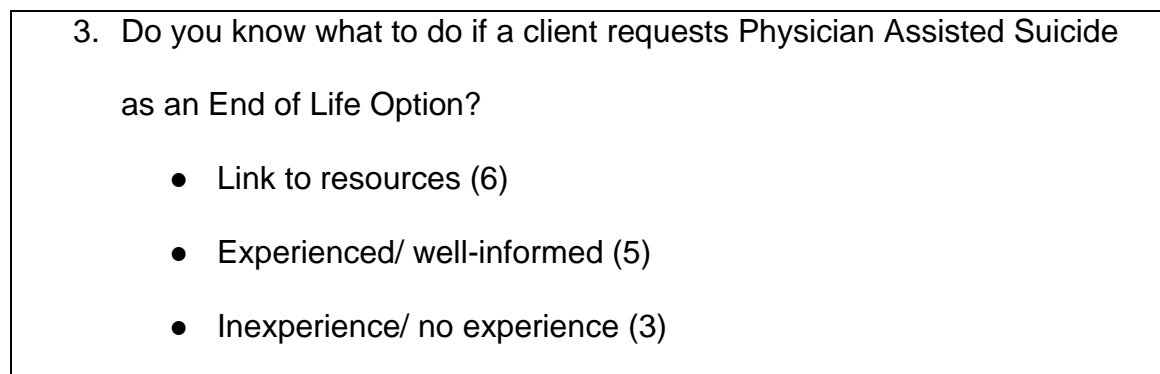 3. Do you know what to do if a client requests Physician Assisted Suicide
as an End of Life Option?
● Link to resources (6)
● Experienced/ well-informed (5)
● Inexperience/ no experience (3)